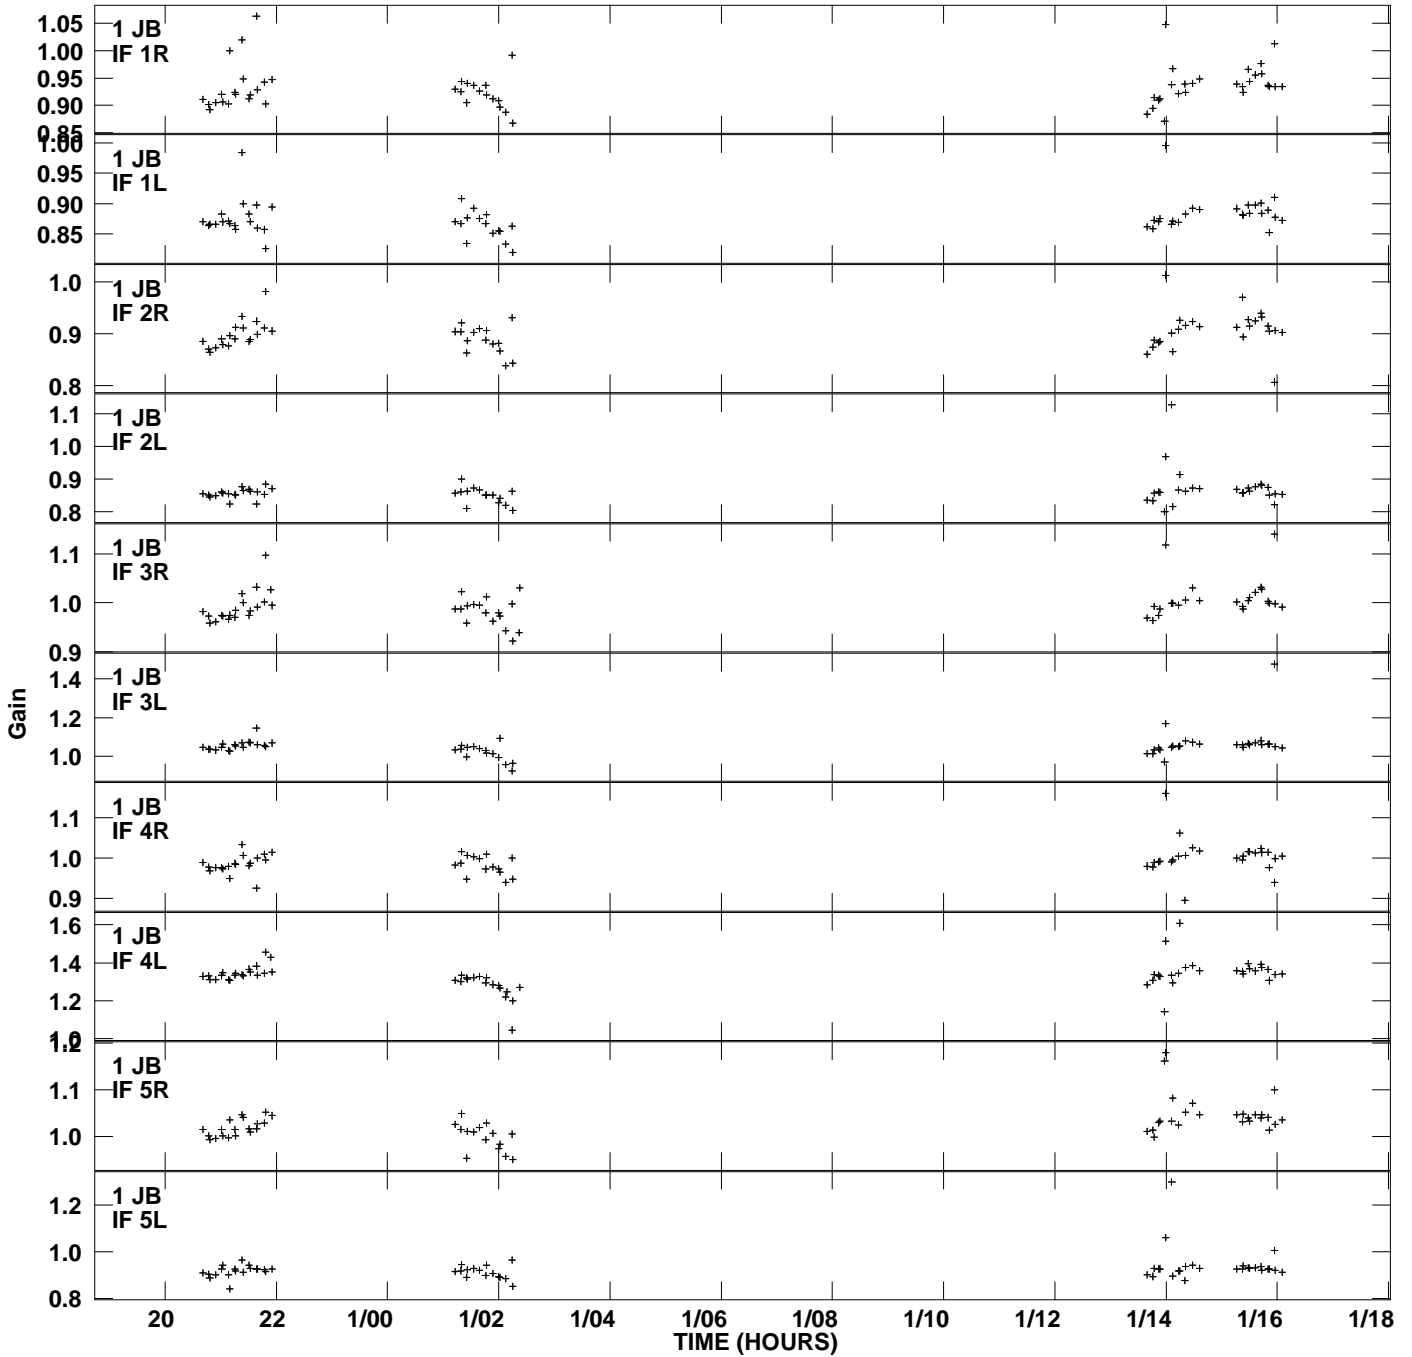 1.05
1 JB
IF 1R
1.00
0.95
0.90
0.85
1.00
1 JB
IF 1L
0.95
0.90
0.85
1 JB
IF 2R
1.0
0.9
0.8
1 JB
IF 2L
1.1
1.0
0.9
0.8
1 JB
IF 3R
1.1
1.0
0.9
1 JB
IF 3L
1.4
1.2
1.0
1 JB
IF 4R
1.1
1.0
0.9
1 JB
IF 4L
1.6
1.4
1.2
1.0
1.2
1 JB
IF 5R
1.1
1.0
1 JB
IF 5L
1.2
1.0
0.8
Gain
20 22 1/00 1/02 1/04 1/06 1/08 1/10 1/12 1/14 1/16 1/18
TIME (HOURS)